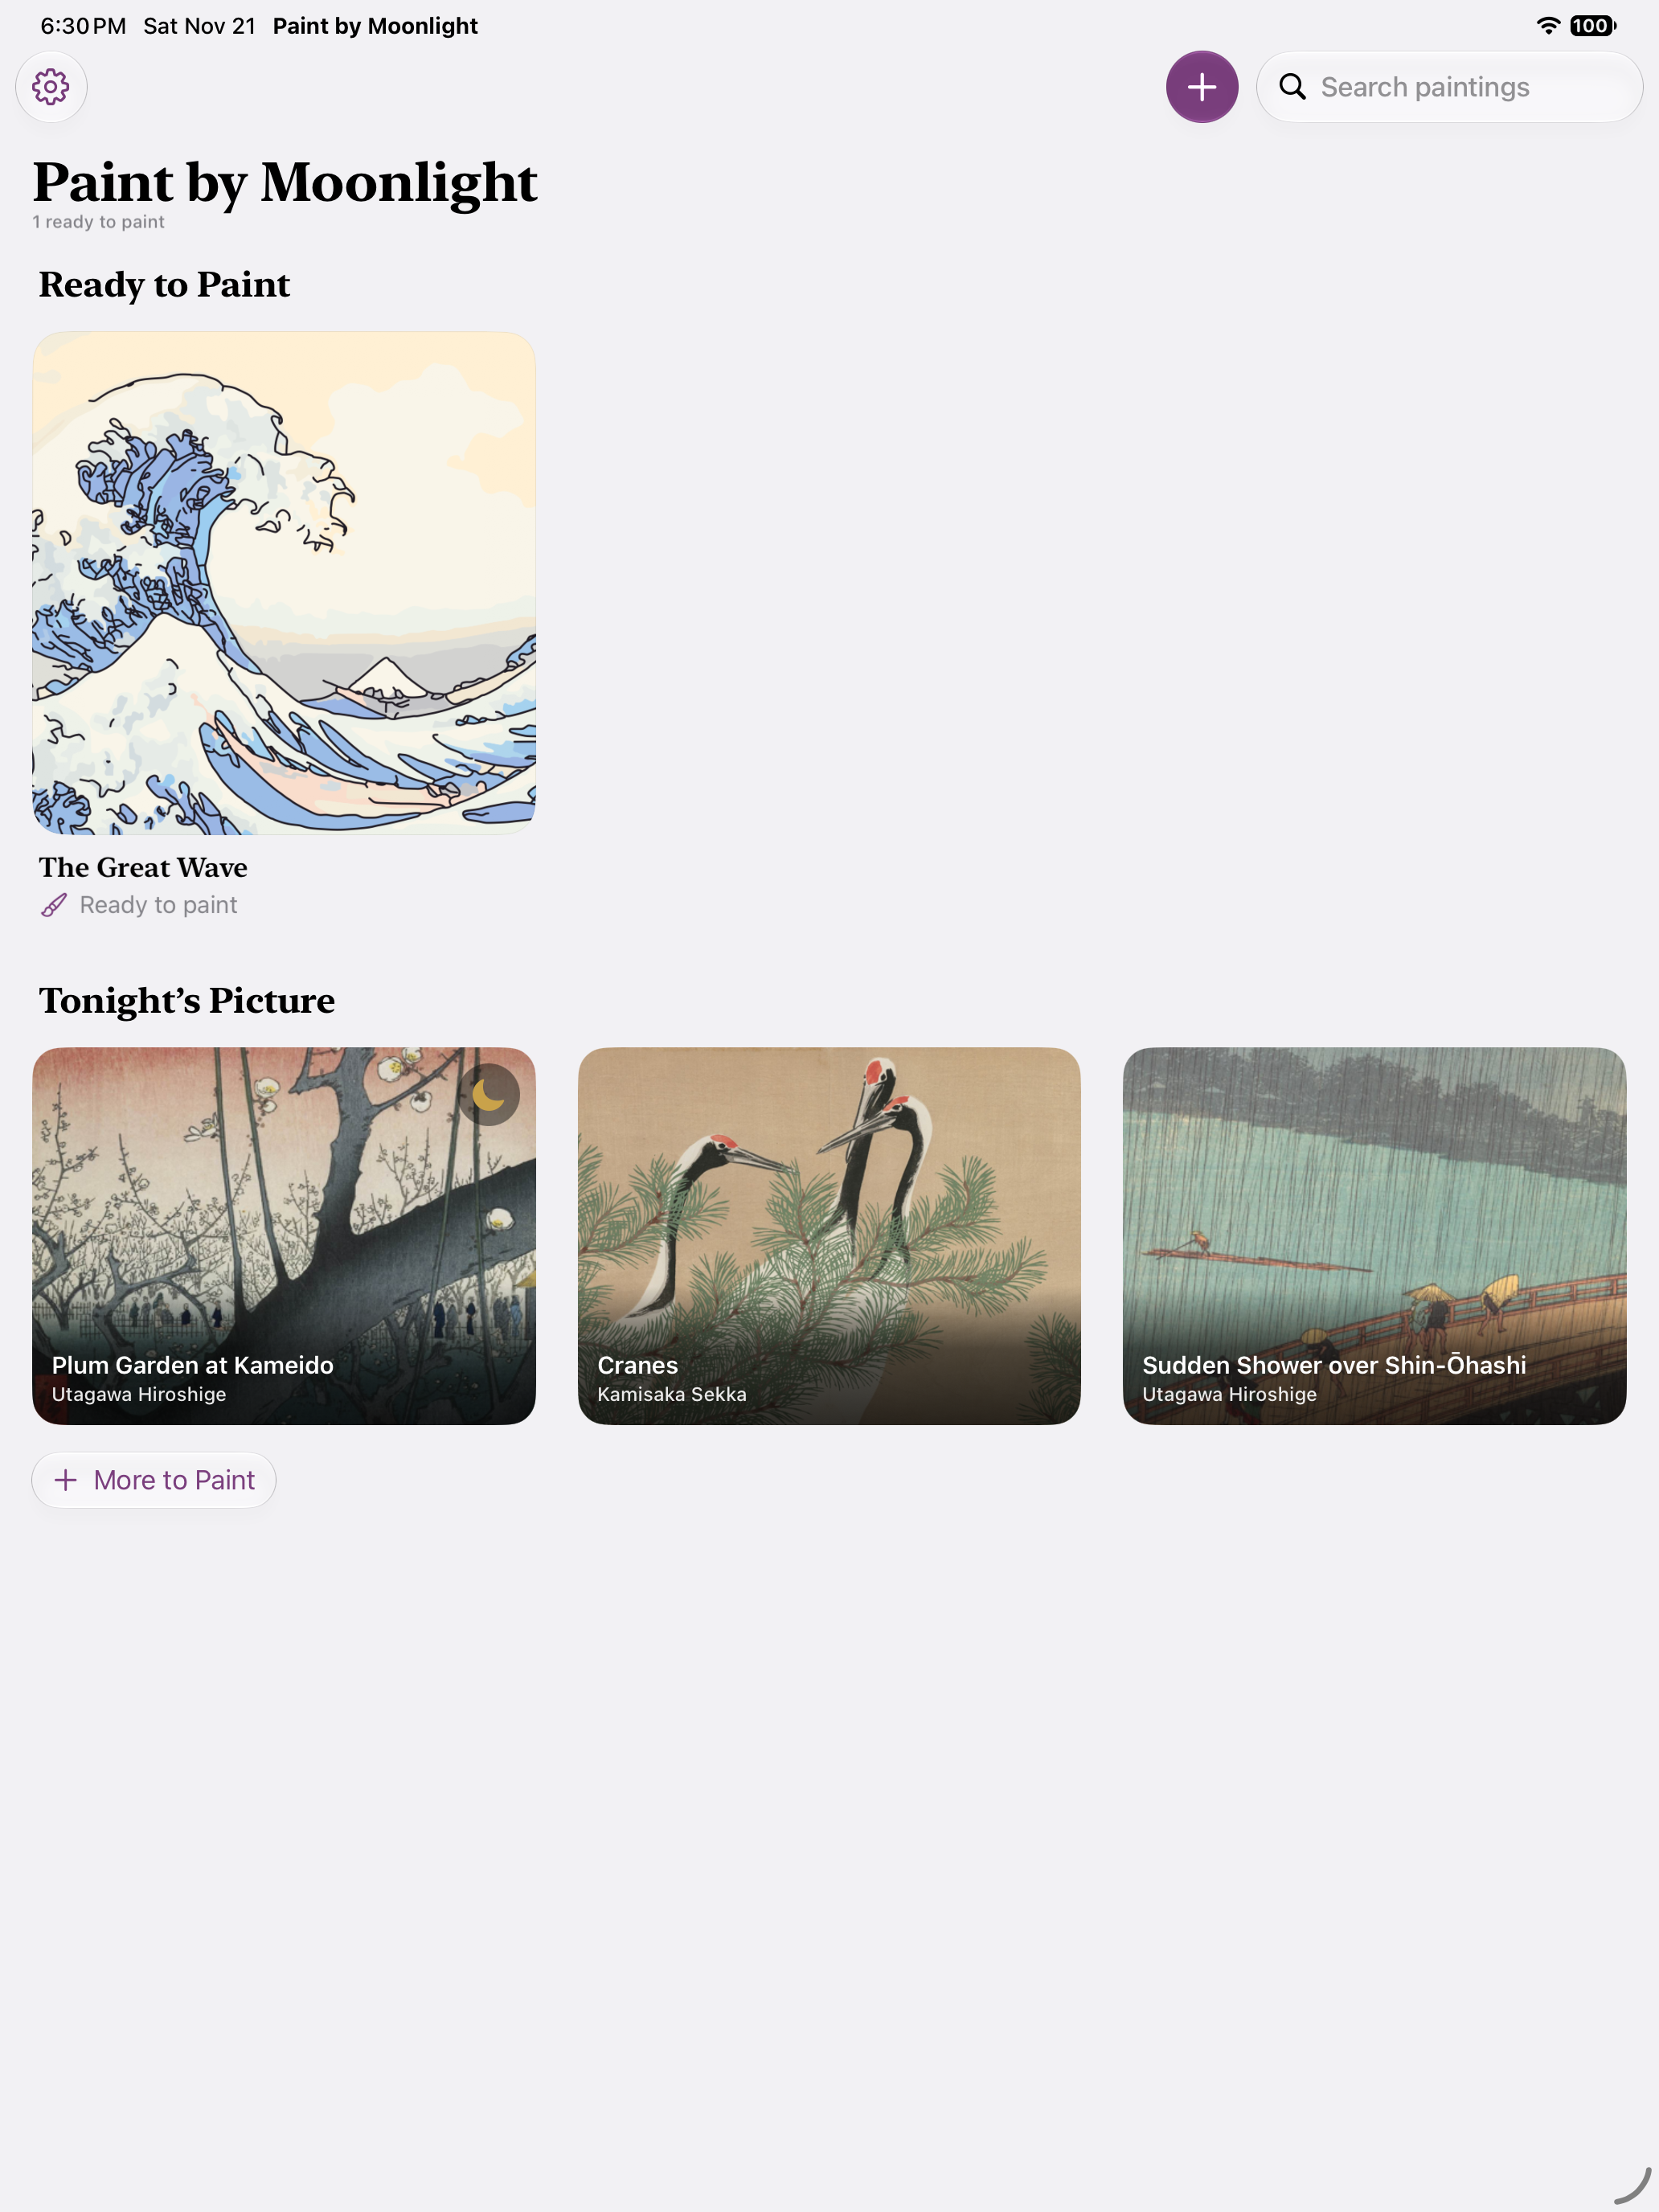 6:30 PM Sat Nov 21 Paint by Moonlight
100
Search paintings
Paint by Moonlight
1 ready to paint
Ready to Paint
The Great Wave
Ready to paint
Tonight’s Picture
Plum Garden at Kameido
Utagawa Hiroshige
Cranes
Kamisaka Sekka
Sudden Shower over Shin-Ōhashi
Utagawa Hiroshige
More to Paint